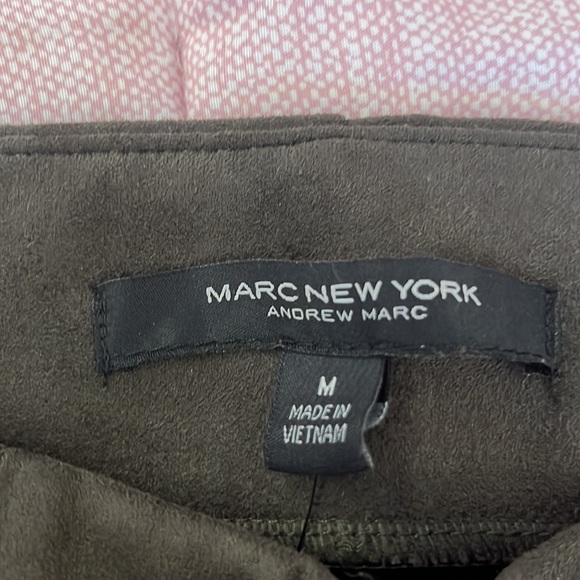 MARC NEW YORK
ANDREW MARC
M
MADE IN
VIETNAM